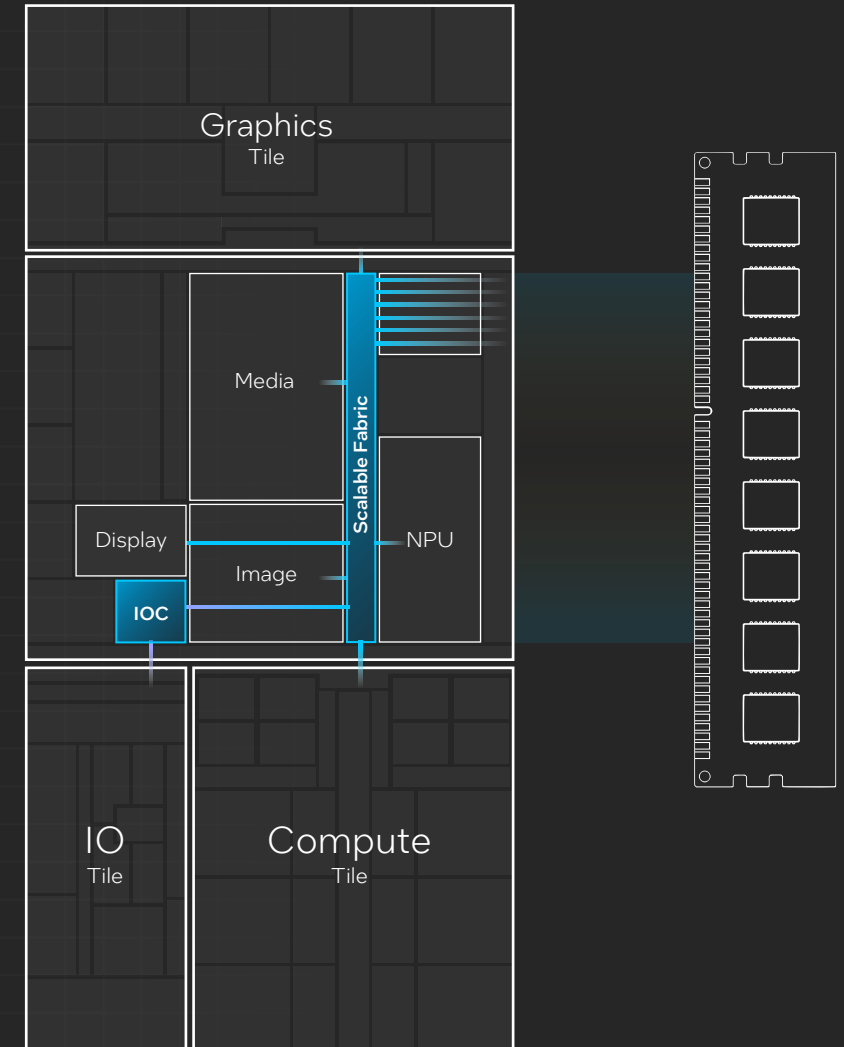 Graphics
Tile
Media
Scalable Fabric
Display
NPU
Image
IOC
IO
Tile
Compute
Tile